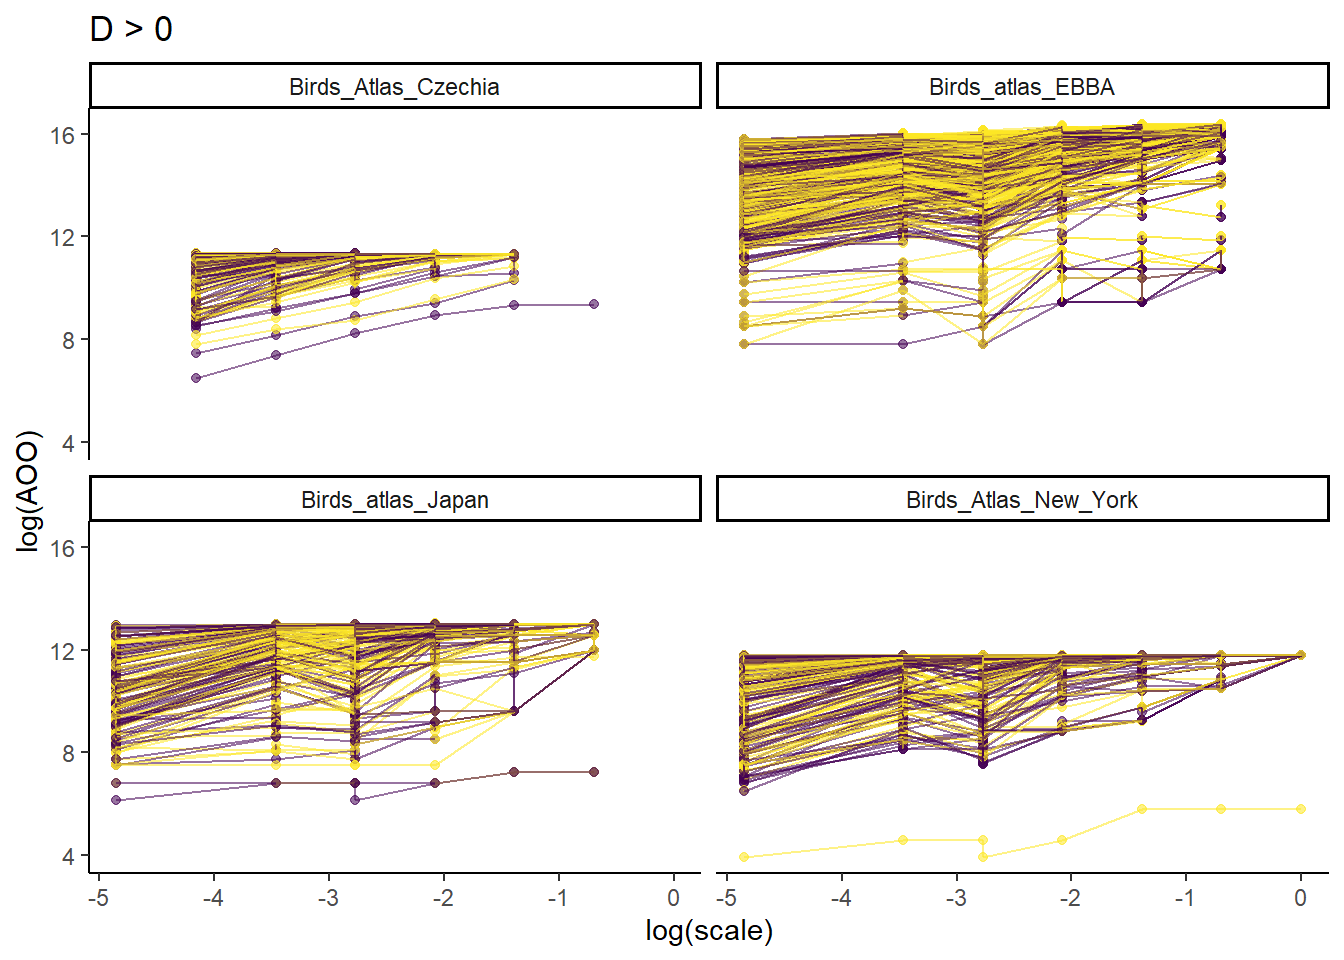 D > 0
Birds_Atlas_Czechia
Birds_atlas_EBBA
16
12
8
4
Birds_atlas_Japan
Birds_Atlas_New_York
16
12
8
4
log(AOO)
-5
-4
-3
-2
-1
0
-5
-4
-3
-2
-1
0
log(scale)